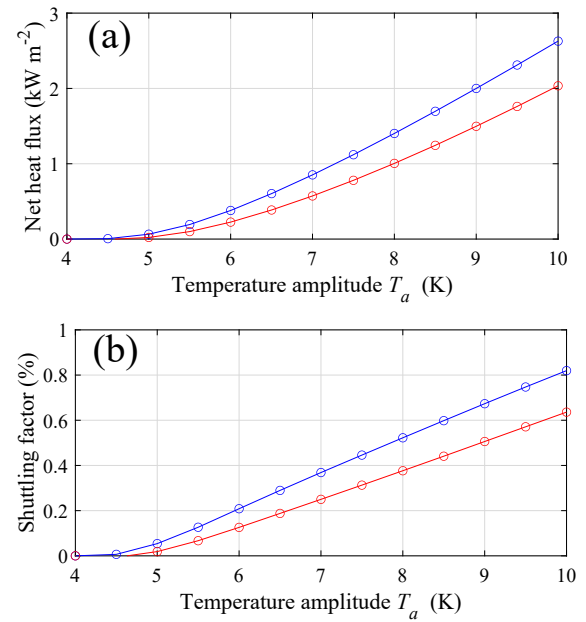 (a)
Net heat flux (kW m-2)
3
2
1
0
4 5 6 7 8 9 10
Temperature amplitude Ta (K)
(b)
Shuttling factor (%)
1
0.8
0.6
0.4
0.2
0
4 5 6 7 8 9 10
Temperature amplitude Ta (K)